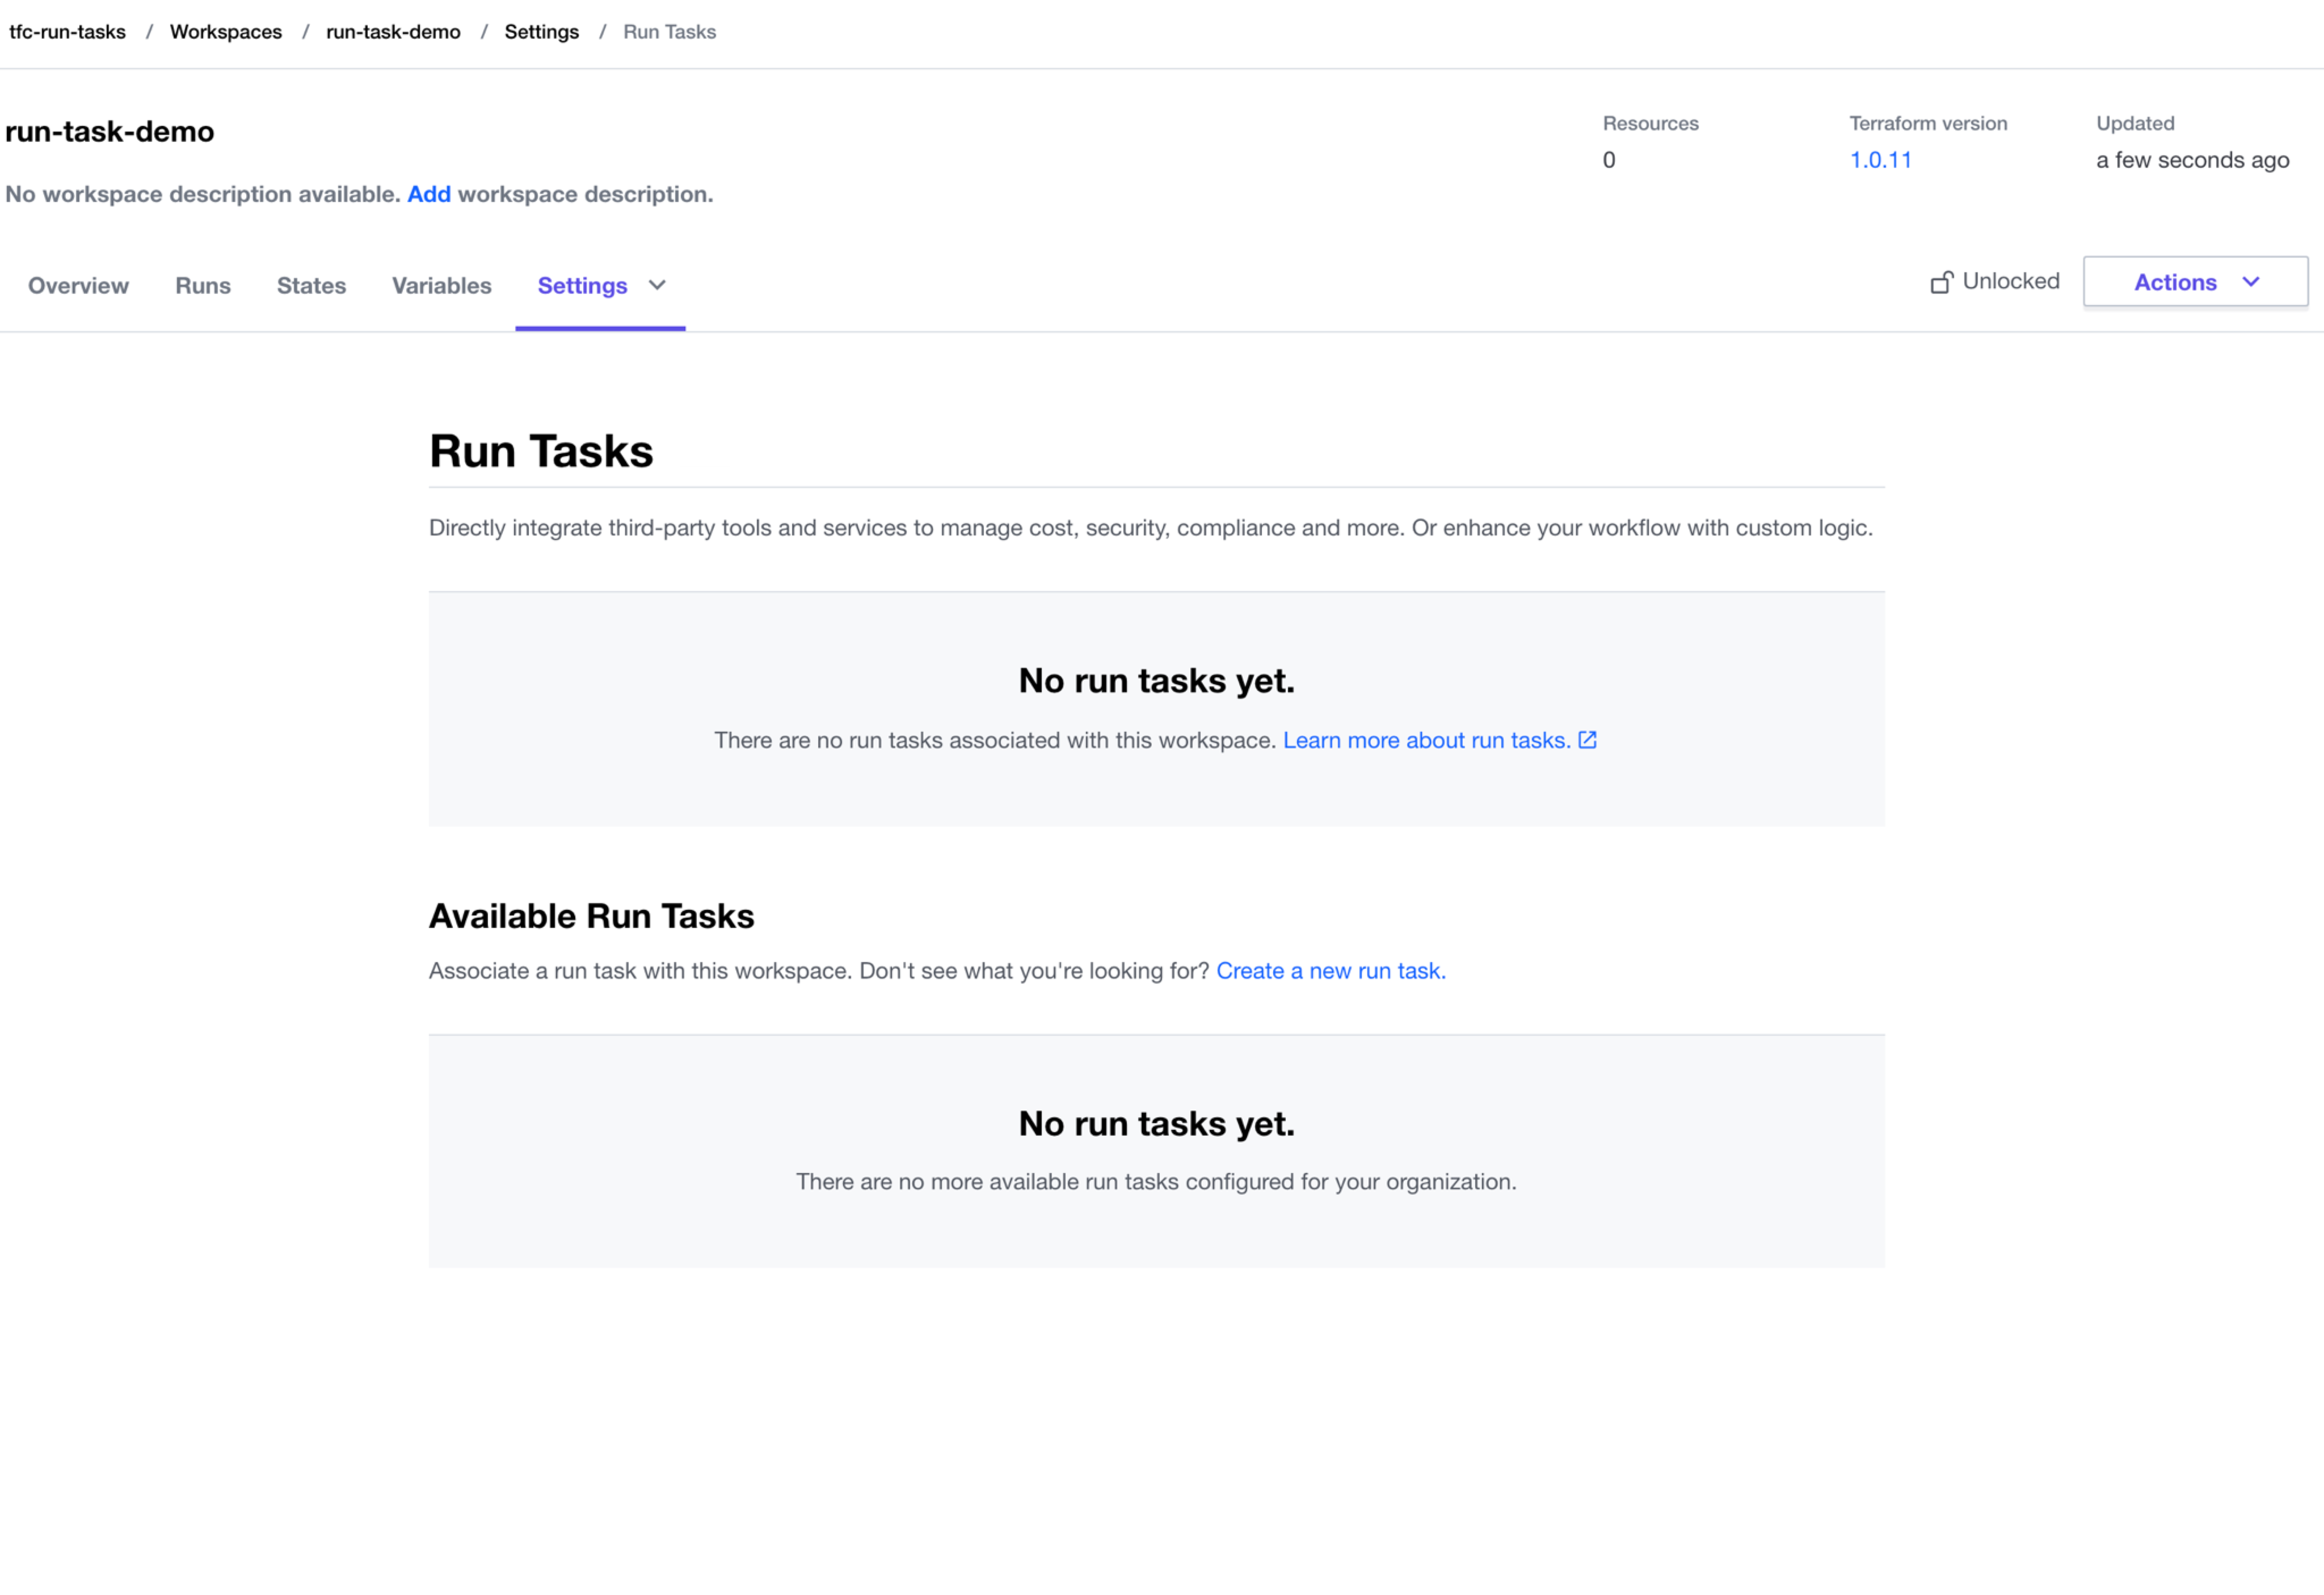 tfc-run-tasks / Workspaces / run-task-demo / Settings / Run Tasks
run-task-demo
Resources
0
Terraform version
1.0.11
Updated
a few seconds ago
No workspace description available. Add workspace description.
Overview Runs States Variables Settings
Unlocked
Actions
Run Tasks
Directly integrate third-party tools and services to manage cost, security, compliance and more. Or enhance your workflow with custom logic.
No run tasks yet.
There are no run tasks associated with this workspace. Learn more about run tasks.
Available Run Tasks
Associate a run task with this workspace. Don't see what you're looking for? Create a new run task.
No run tasks yet.
There are no more available run tasks configured for your organization.